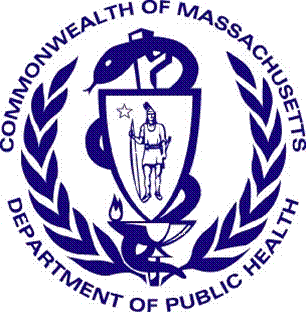 COMMONWEALTH OF MASSACHUSETTS
DEPARTMENT OF PUBLIC HEALTH